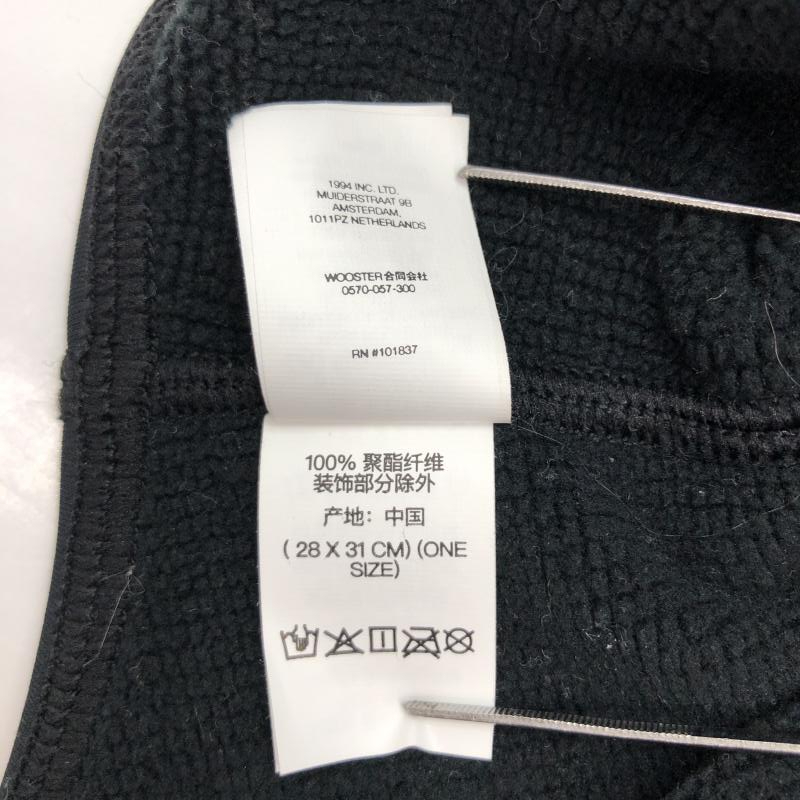 1994 INC. LTD.
MUIDERSTRAAT 9B
AMSTERDAM,
1011PZ NETHERLANDS
WOOSTER合同会社
0570-057-300
RN #101837
100% 聚酯纤维
装饰部分除外
产地：中国
( 28 X 31 CM) (ONE
SIZE)